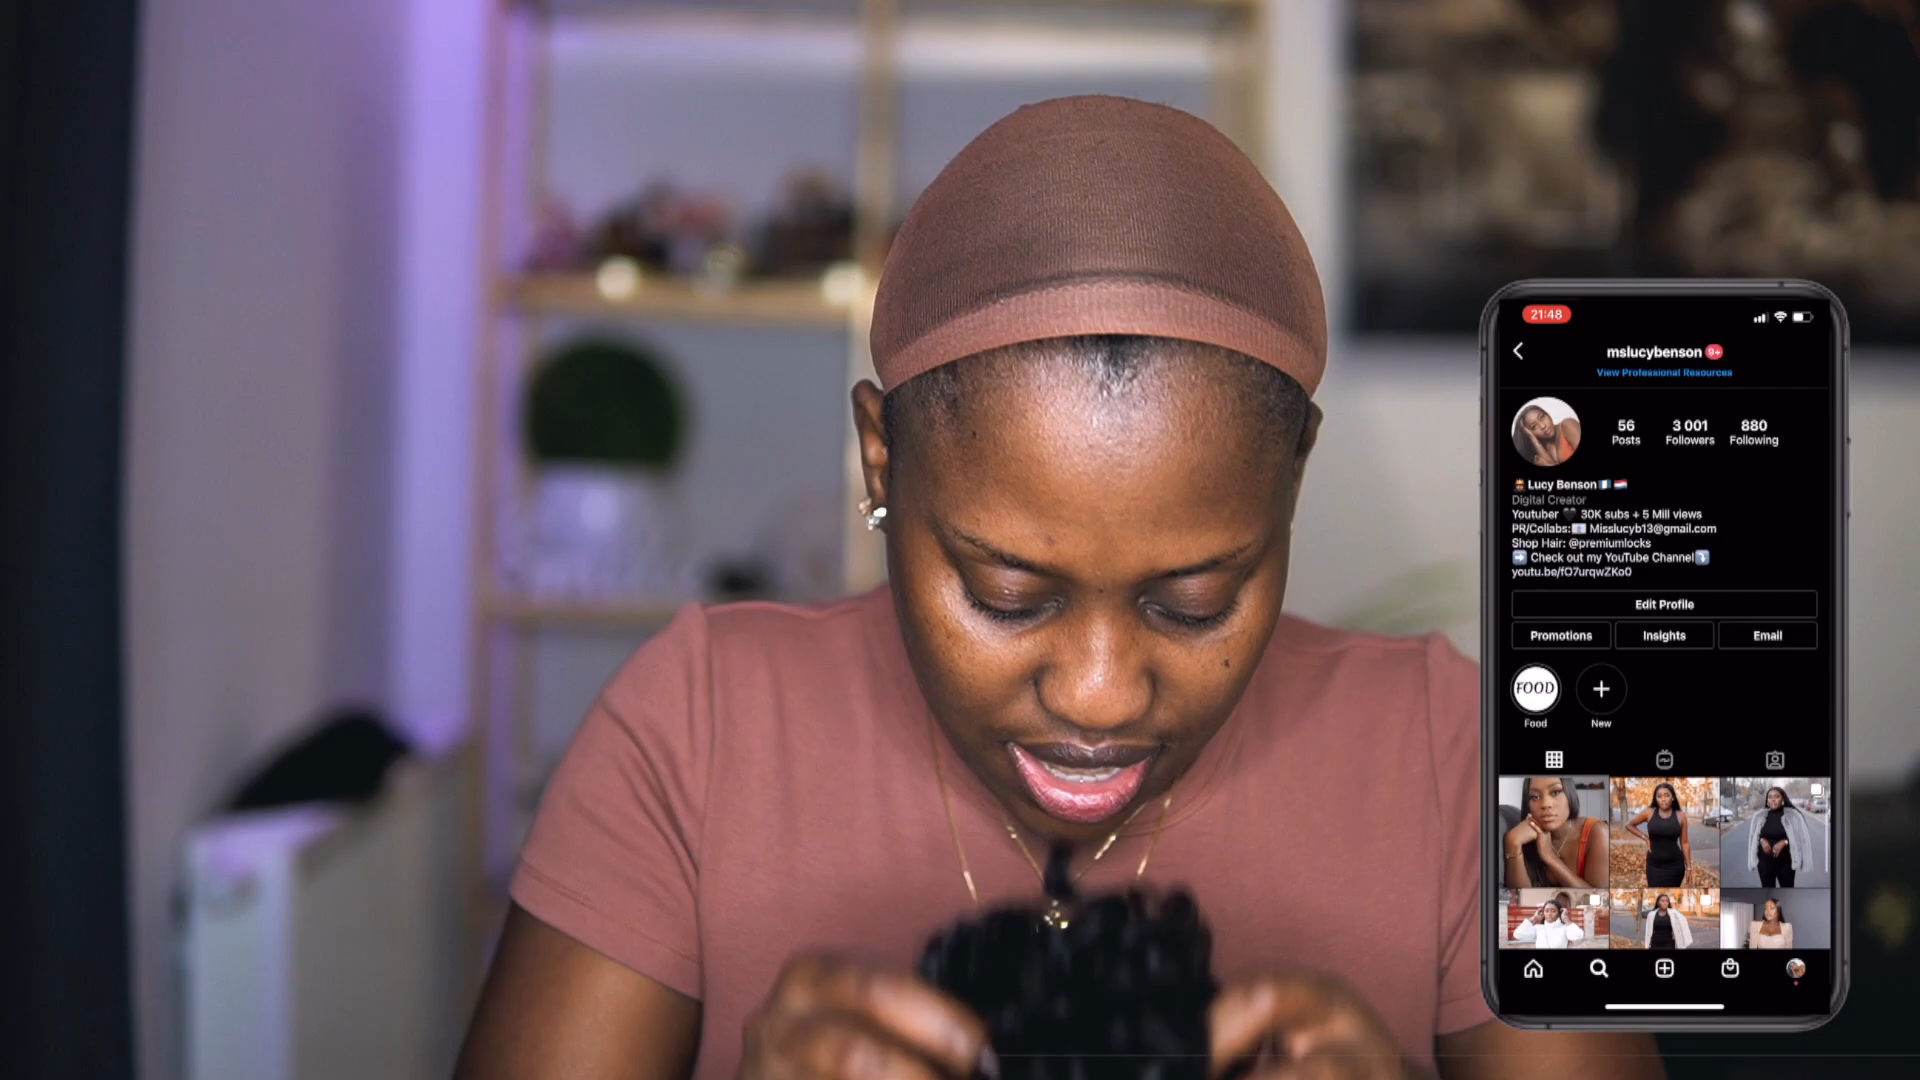 21:48
mslucybenson 9+
View Professional Resources
56 3 001 880
Posts Followers Following
Lucy Benson
Digital Creator
Youtuber 🖤 30K subs + 5 Mill views
PR/Collabs:📧 Misslucyb13@gmail.com
Shop Hair: @premiumlocks
➡️ Check out my YouTube Channel⤵️
youtu.be/fO7urqwZKo0
Edit Profile
Promotions Insights Email
FOOD
Food New